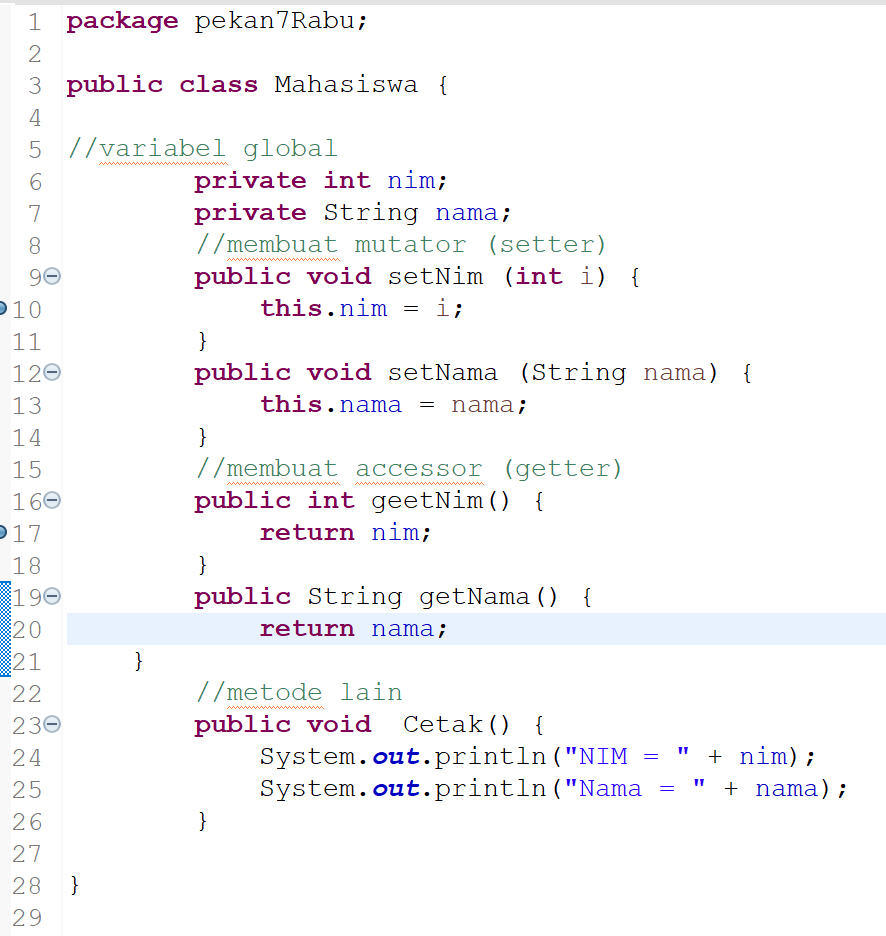 1 package pekan7Rabu;
2
3 public class Mahasiswa {
4
5 //variabel global
6 private int nim;
7 private String nama;
8 //membuat mutator (setter)
9 public void setNim (int i) {
10 this.nim = i;
11 }
12 public void setNama (String nama) {
13 this.nama = nama;
14 }
15 //membuat accessor (getter)
16 public int geetNim() {
17 return nim;
18 }
19 public String getNama() {
20 return nama;
21 }
22 //metode lain
23 public void  Cetak() {
24 System.out.println("NIM = " + nim);
25 System.out.println("Nama = " + nama);
26 }
27
28 }
29